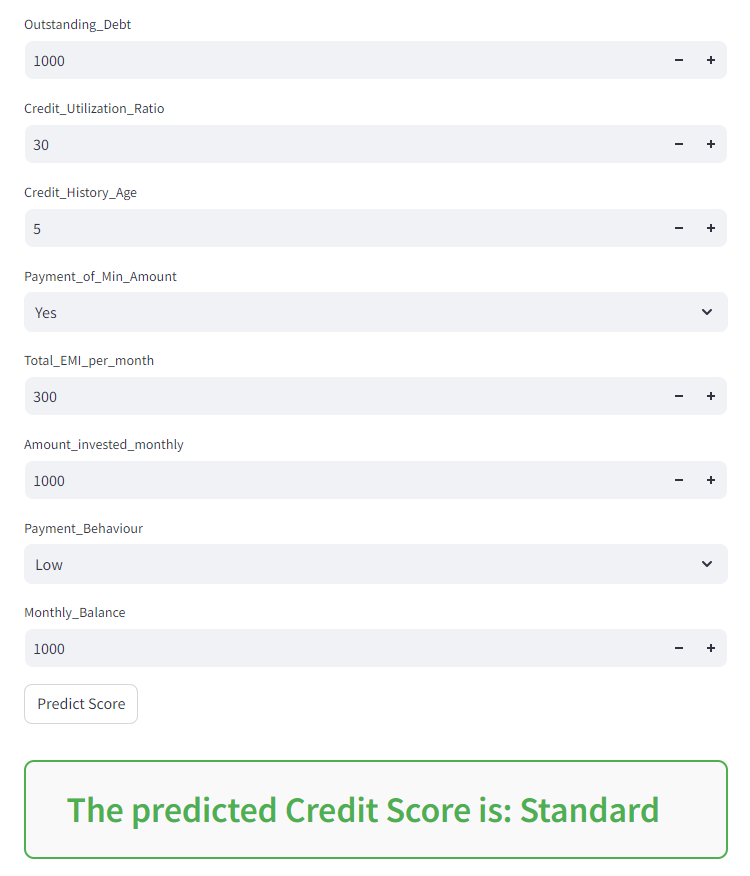 Outstanding_Debt
1000
Credit_Utilization_Ratio
30
Credit_History_Age
5
Payment_of_Min_Amount
Yes
Total_EMI_per_month
300
Amount_invested_monthly
1000
Payment_Behaviour
Low
Monthly_Balance
1000
Predict Score
The predicted Credit Score is: Standard